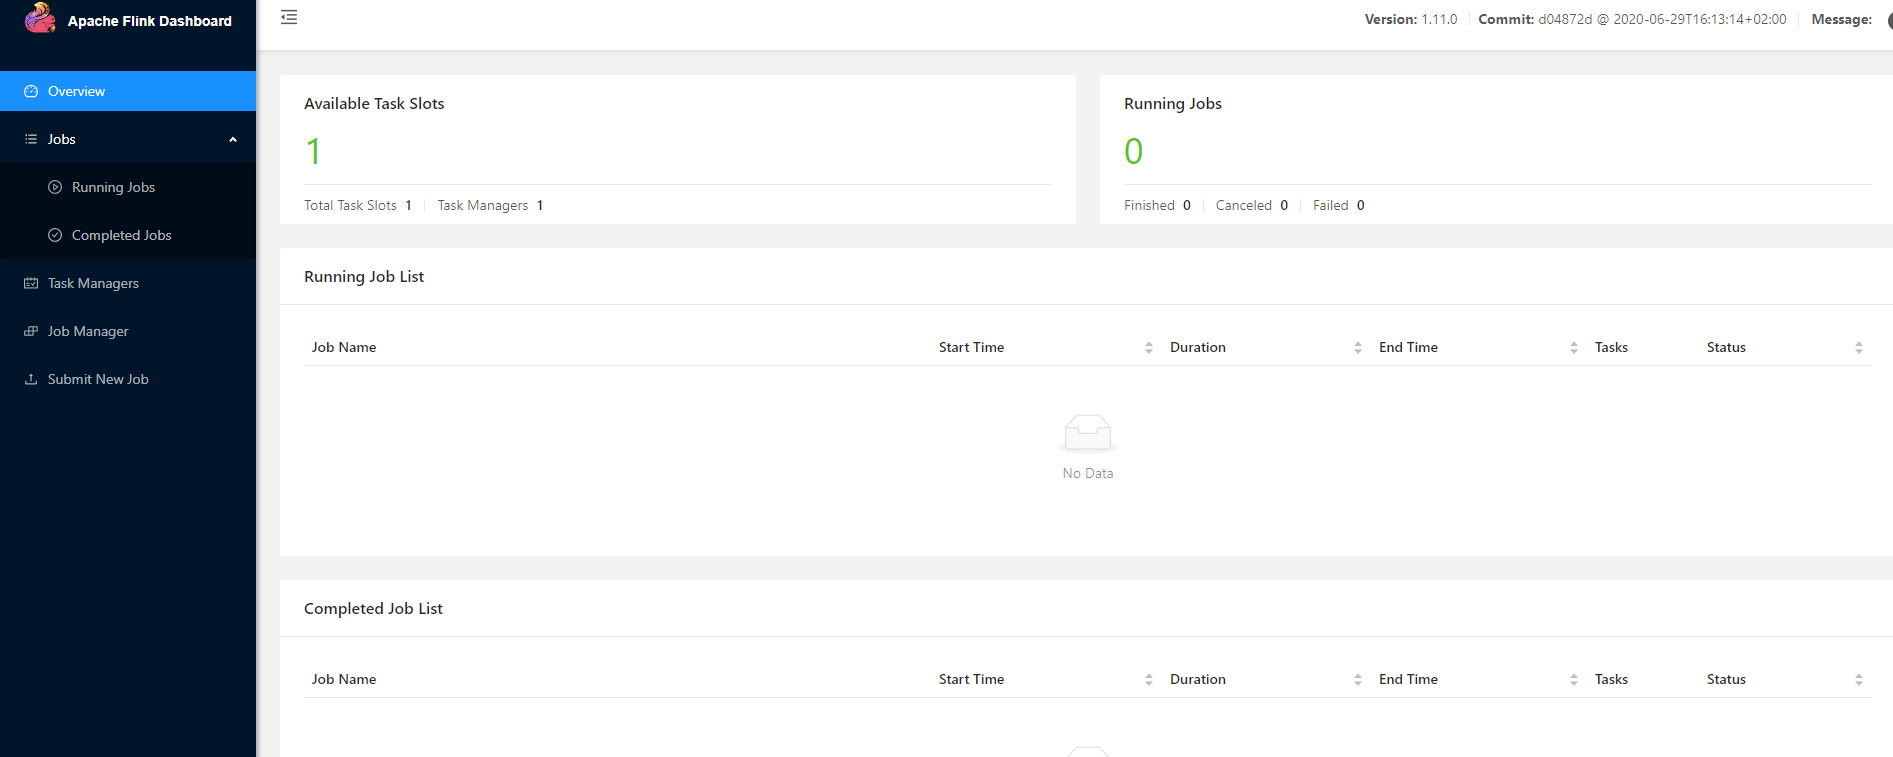 Apache Flink Dashboard
Version: 1.11.0 Commit: d04872d @ 2020-06-29T16:13:14+02:00 Message:
Overview
Jobs
Running Jobs
Completed Jobs
Task Managers
Job Manager
Submit New Job
Available Task Slots
1
Total Task Slots 1 Task Managers 1
Running Jobs
0
Finished 0 Canceled 0 Failed 0
Running Job List
Job Name Start Time Duration End Time Tasks Status
No Data
Completed Job List
Job Name Start Time Duration End Time Tasks Status